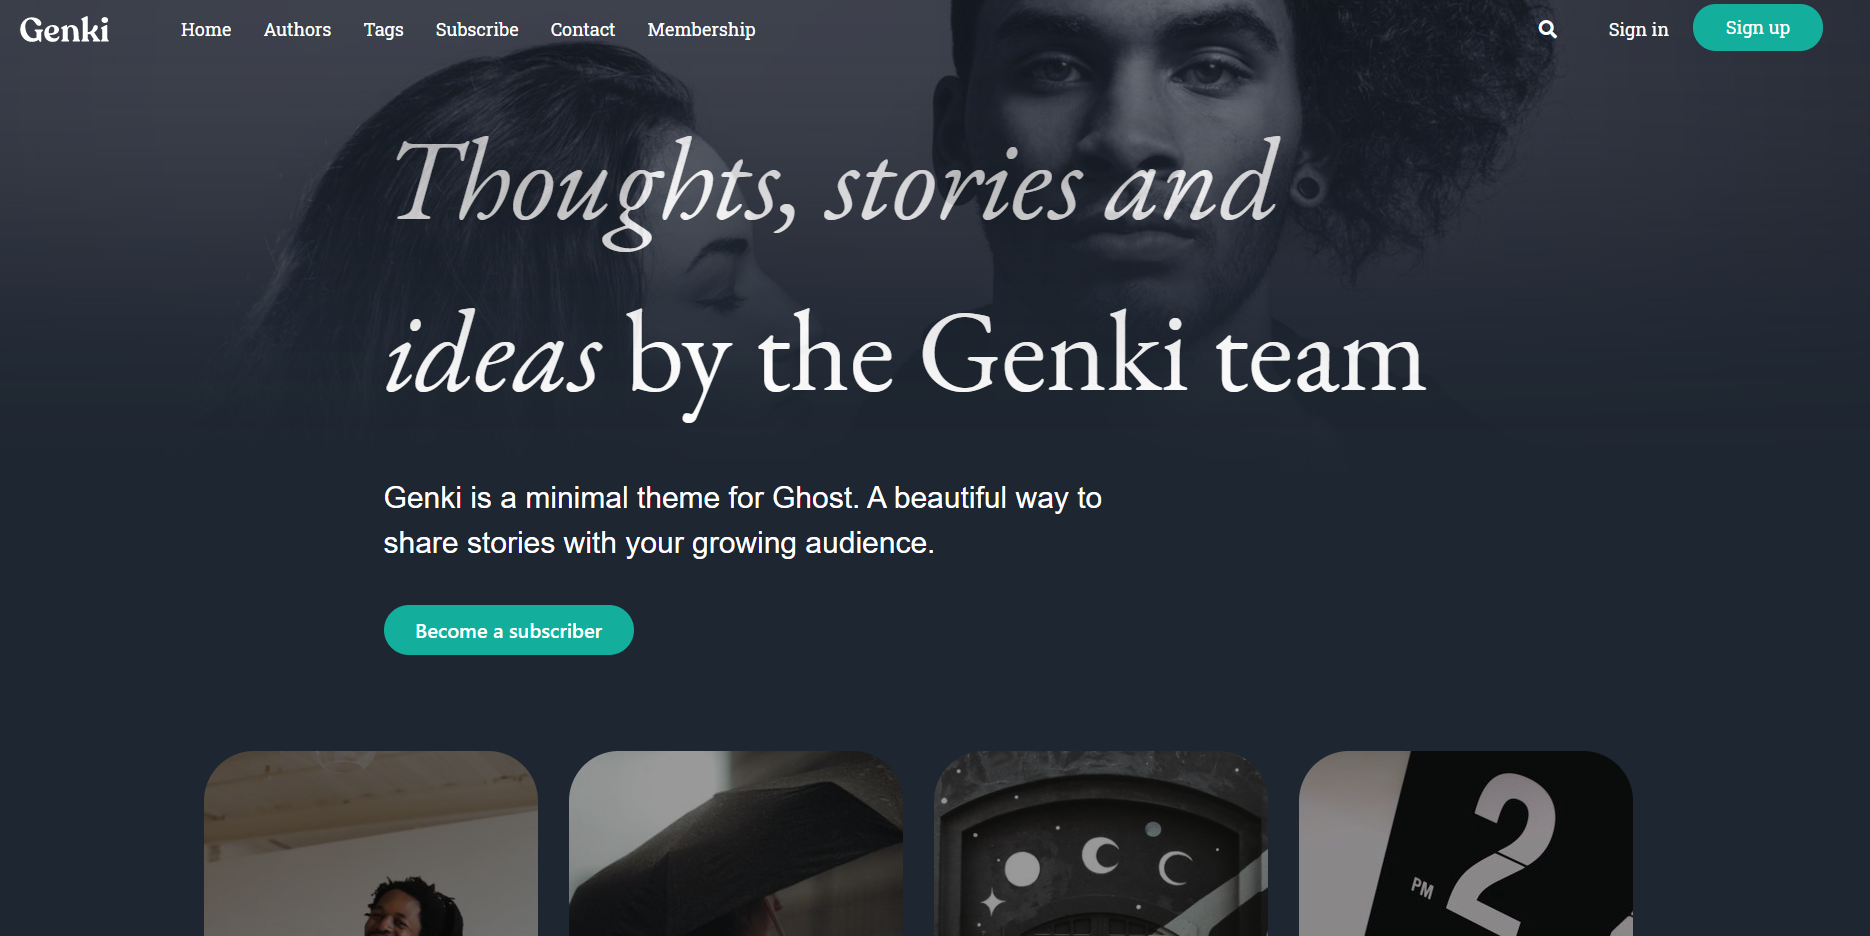 Genki
Home Authors Tags Subscribe Contact Membership
Sign in Sign up
Thoughts, stories and
ideas by the Genki team
Genki is a minimal theme for Ghost. A beautiful way to
share stories with your growing audience.
Become a subscriber
PM
2